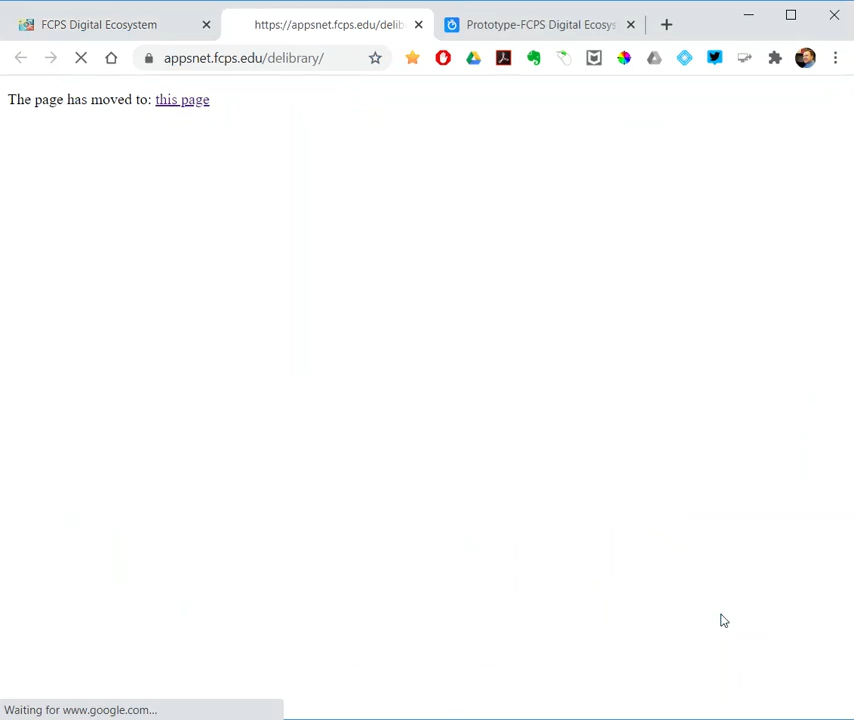 FCPS Digital Ecosystem
https://appsnet.fcps.edu/delib
Prototype-FCPS Digital Ecosys
appsnet.fcps.edu/delibrary/
The page has moved to: this page
Waiting for www.google.com...